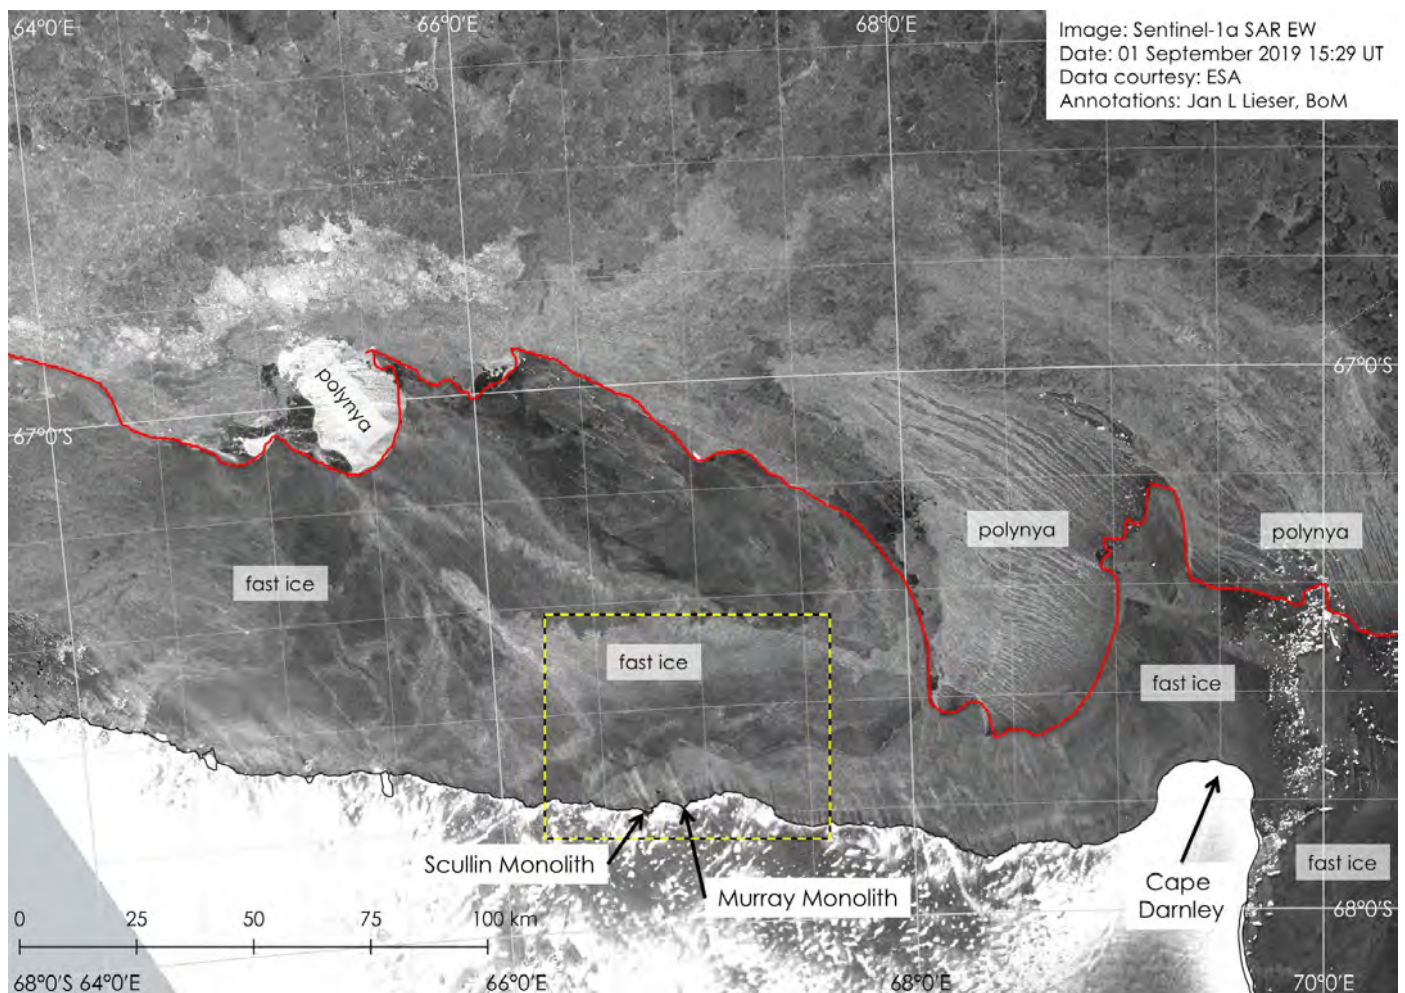 64°0'E
66°0'E
68°0'E
Image: Sentinel-1a SAR EW
Date: 01 September 2019 15:29 UT
Data courtesy: ESA
Annotations: Jan L Lieser, BoM
67°0'S
polynya
67°0'S
polynya
polynya
fast ice
fast ice
fast ice
Scullin Monolith
Murray Monolith
Cape
Darnley
fast ice
68°0'S
0 25 50 75 100 km
68°0'S 64°0'E
66°0'E
68°0'E
70°0'E